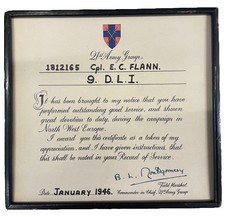 21 Army Group.
1812165 Cpl. E.C. FLANN.
9. D.L.I.
It has been brought to my notice that you have
performed outstanding good service, and shown
great devotion to duty, during the campaign in
North West Europe.
I award you this certificate as a token of my
appreciation, and I have given instructions that
this shall be noted in your Record of Service.
B. L. Montgomery
Field Marshal
Date JANUARY 1946. Commander in Chief, 21 Army Group